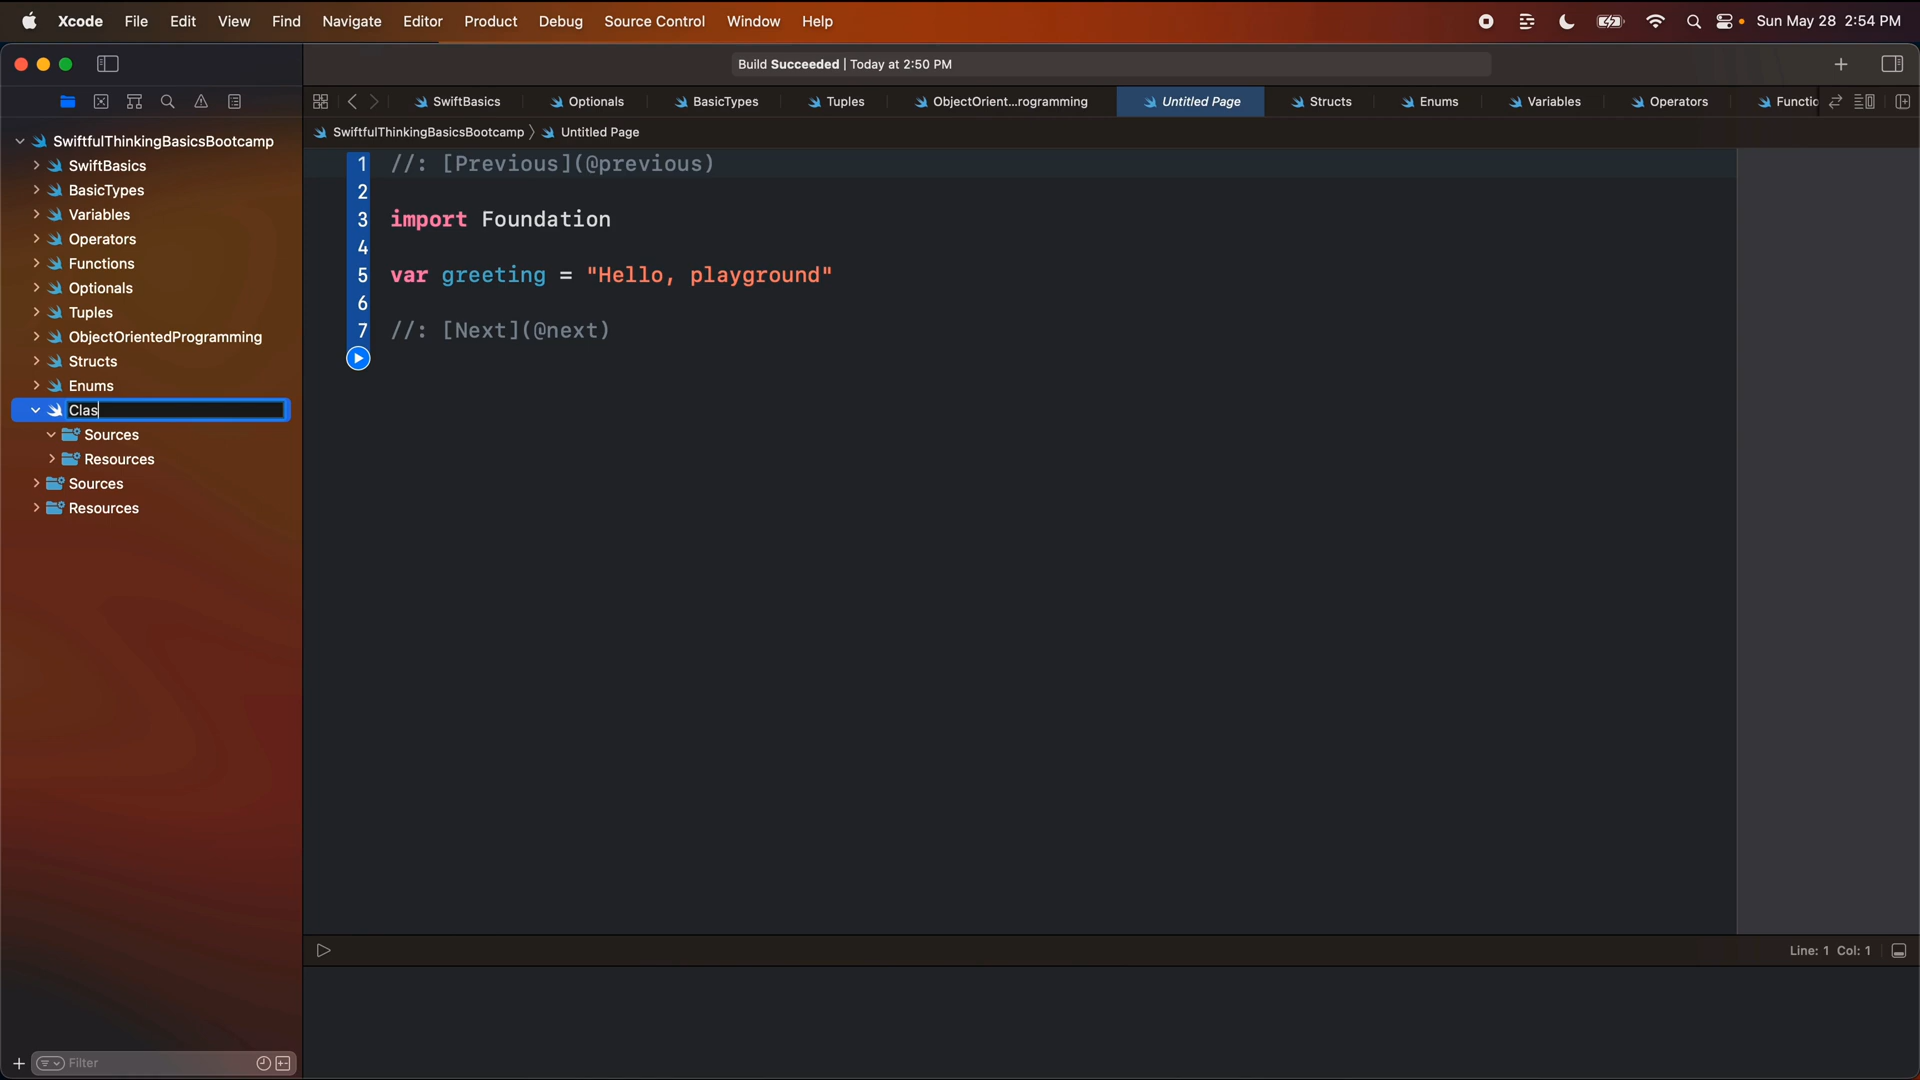 Xcode File Edit View Find Navigate Editor Product Debug Source Control Window Help Sun May 28 2:54 PM
Build Succeeded | Today at 2:50 PM
SwiftBasics Optionals BasicTypes Tuples ObjectOrient...rogramming Untitled Page Structs Enums Variables Operators Functio
SwiftfulThinkingBasicsBootcamp 〉 Untitled Page
SwiftfulThinkingBasicsBootcamp
SwiftBasics
BasicTypes
Variables
Operators
Functions
Optionals
Tuples
ObjectOrientedProgramming
Structs
Enums
Clas
Sources
Resources
Sources
Resources
Filter
1 //: [Previous](@previous)
2
3 import Foundation
4
5 var greeting = "Hello, playground"
6
7 //: [Next](@next)
Line: 1 Col: 1